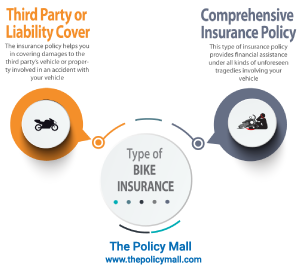 Third Party or
Liability Cover
The insurance policy helps you
in covering damages to the
third party's vehicle or proper-
ty involved in an accident with
your vehicle
Comprehensive
Insurance Policy
This type of insurance policy
provides financial assistance
under all kinds of unforeseen
tragedies involving your
vehicle
Type of
BIKE
INSURANCE
The Policy Mall
www.thepolicymall.com